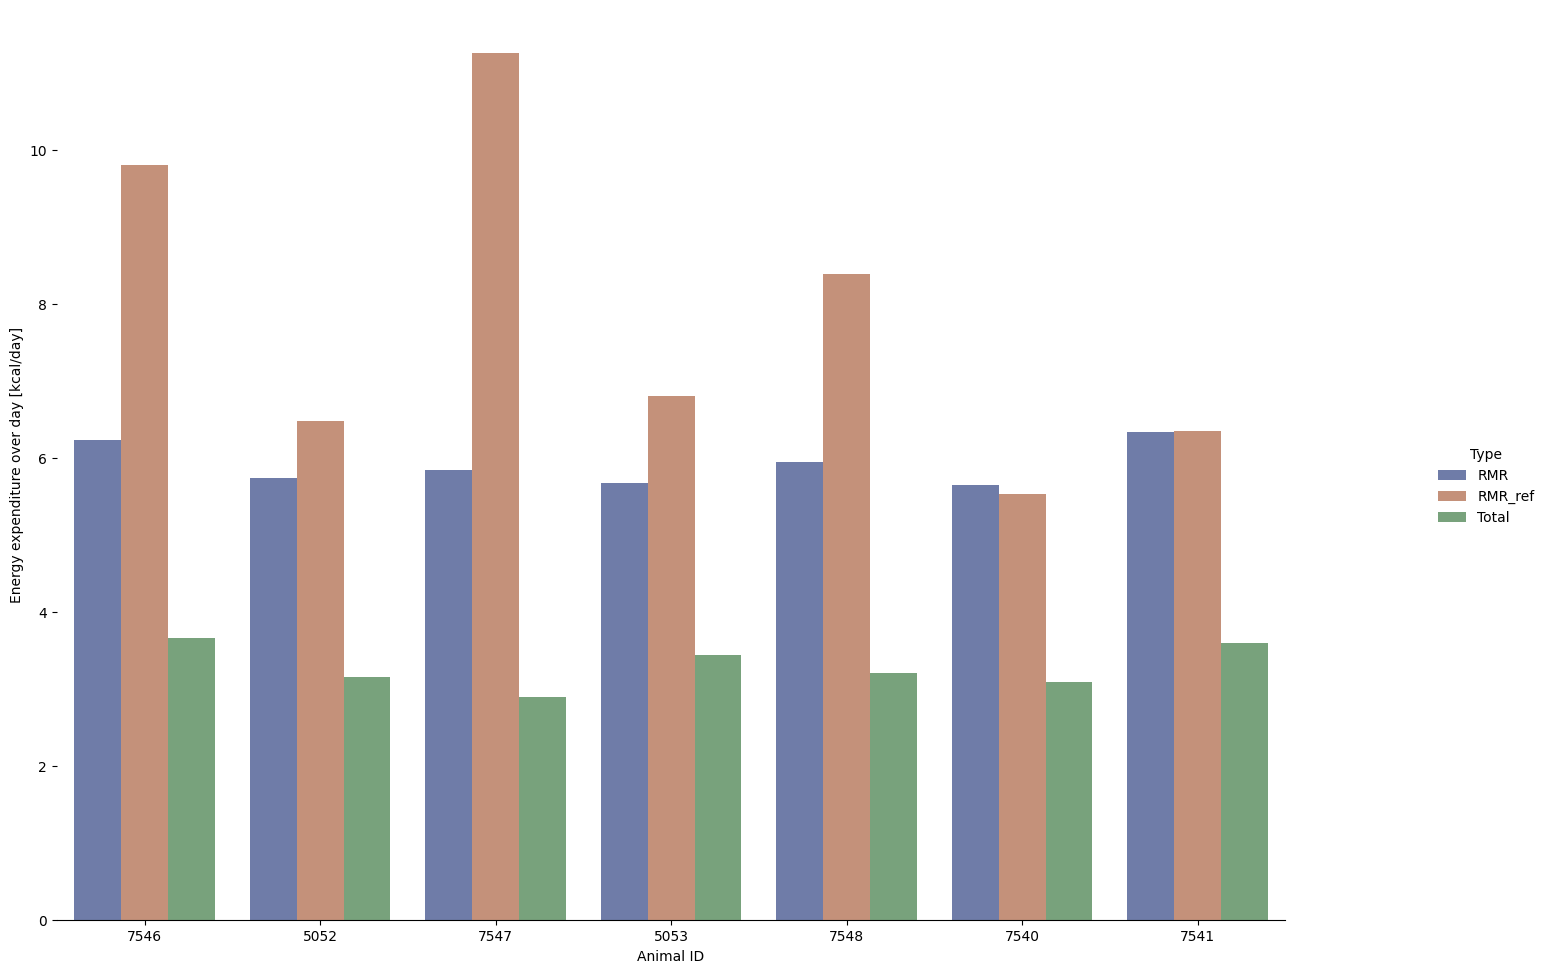 Energy expenditure over day [kcal/day]
10
8
6
4
2
0
7546 5052 7547 5053 7548 7540 7541
Animal ID
Type
RMR
RMR_ref
Total